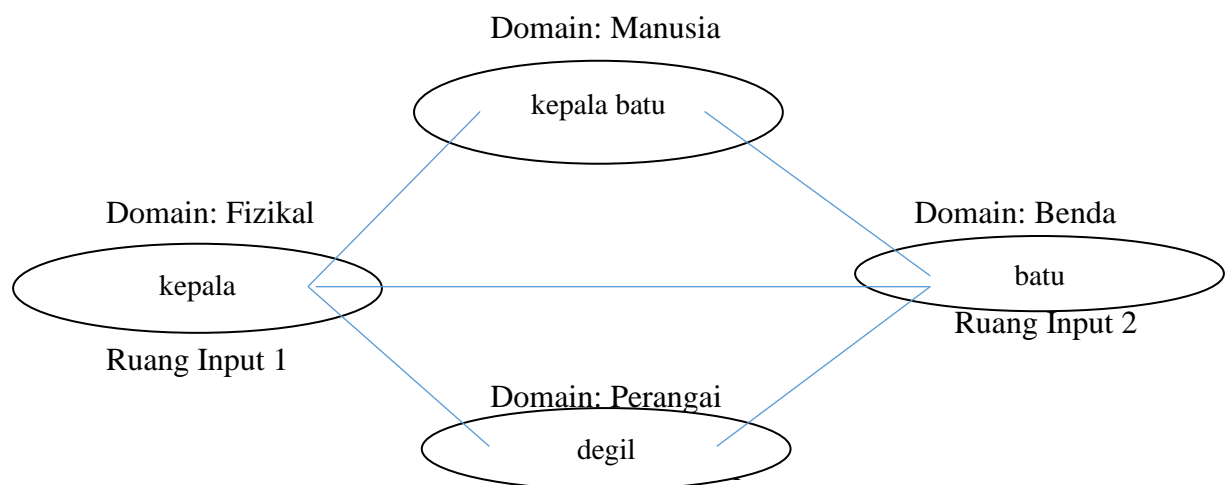 Domain: Manusia
kepala batu
Domain: Fizikal
Domain: Benda
kepala
batu
Ruang Input 1
Ruang Input 2
Domain: Perangai
degil